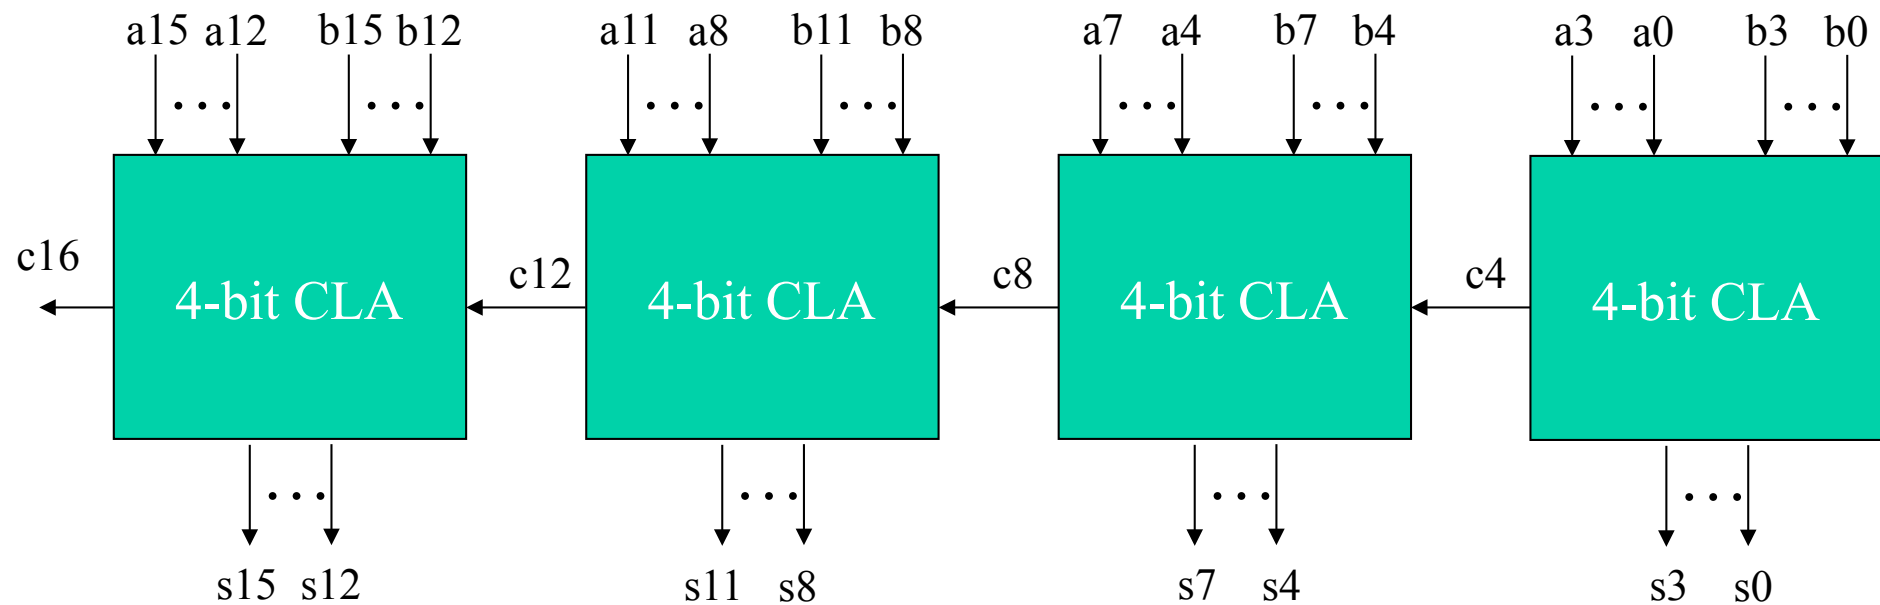 a15 a12 b15 b12 a11 a8 b11 b8 a7 a4 b7 b4 a3 a0 b3 b0
c16 c12 c8 c4
4-bit CLA 4-bit CLA 4-bit CLA 4-bit CLA
s15 s12 s11 s8 s7 s4 s3 s0